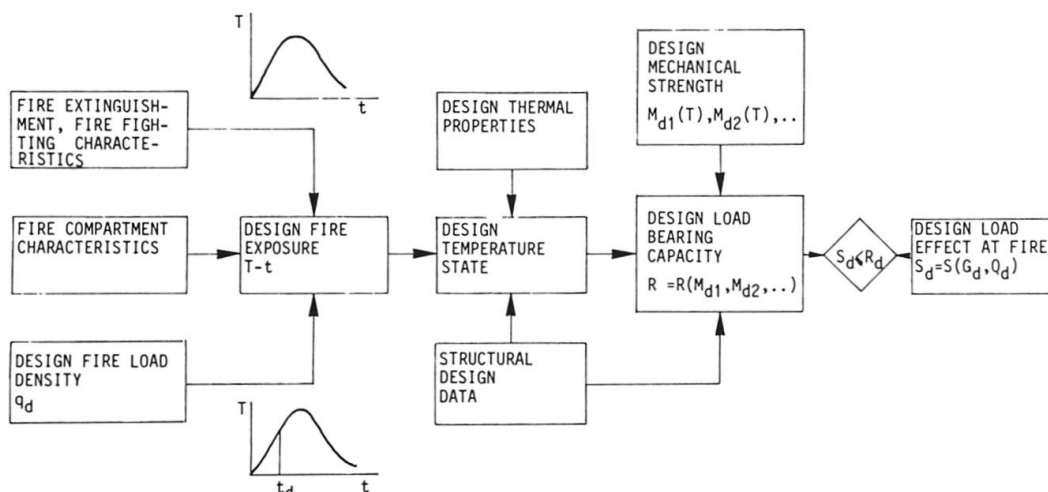 T
t
FIRE EXTINGUISH-
MENT, FIRE FIGH-
TING CHARACTE-
RISTICS
DESIGN THERMAL
PROPERTIES
DESIGN
MECHANICAL
STRENGTH
M_d1(T),M_d2(T),..
FIRE COMPARTMENT
CHARACTERISTICS
DESIGN FIRE
EXPOSURE
T-t
DESIGN
TEMPERATURE
STATE
DESIGN LOAD
BEARING
CAPACITY
R =R(M_d1,M_d2,..)
S_d⩽R_d
DESIGN LOAD
EFFECT AT FIRE
S_d=S(G_d,Q_d)
DESIGN FIRE LOAD
DENSITY
q_d
STRUCTURAL
DESIGN
DATA
T
t_d
t